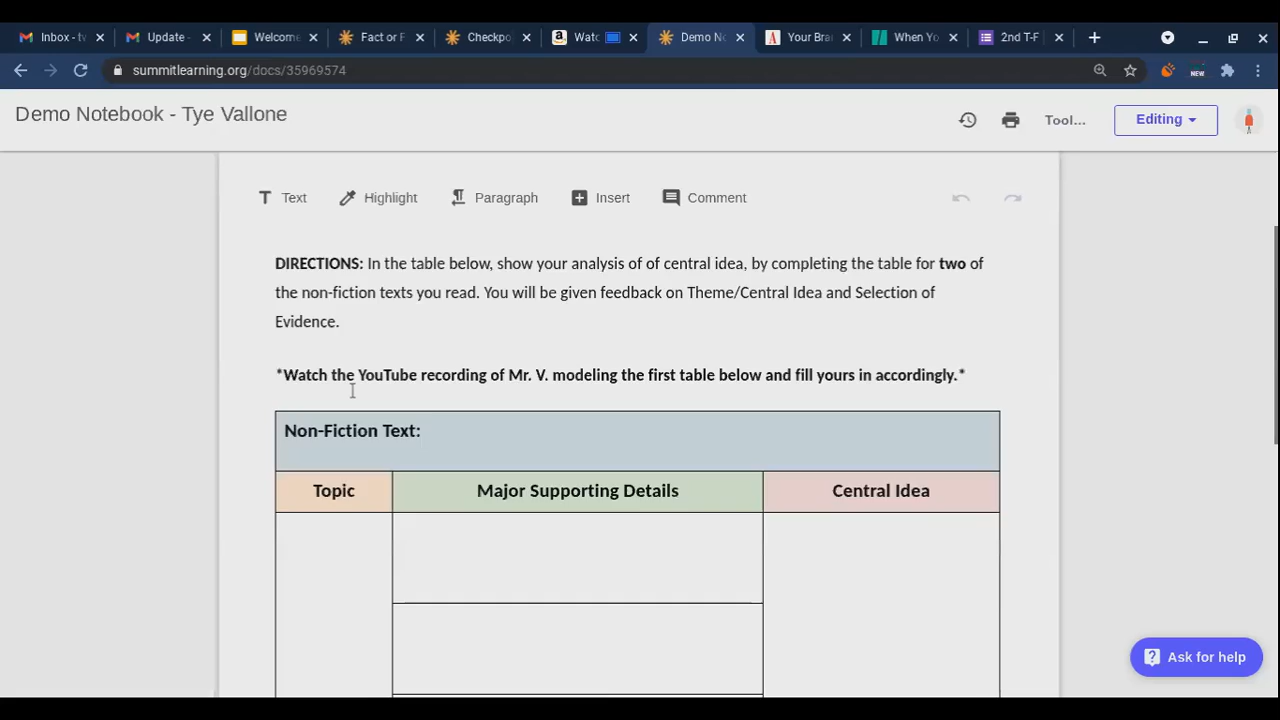 Inbox - tv
Update -
Welcome
Fact or F
Checkpo
Watc
Demo No
Your Bra
When Yo
2nd T-F
summitlearning.org/docs/35969574
NEW
Demo Notebook - Tye Vallone
Tool...
Editing
Text
Highlight
Paragraph
Insert
Comment
DIRECTIONS: In the table below, show your analysis of of central idea, by completing the table for two of
the non-fiction texts you read. You will be given feedback on Theme/Central Idea and Selection of
Evidence.
*Watch the YouTube recording of Mr. V. modeling the first table below and fill yours in accordingly.*
Non-Fiction Text:
Topic
Major Supporting Details
Central Idea
Ask for help